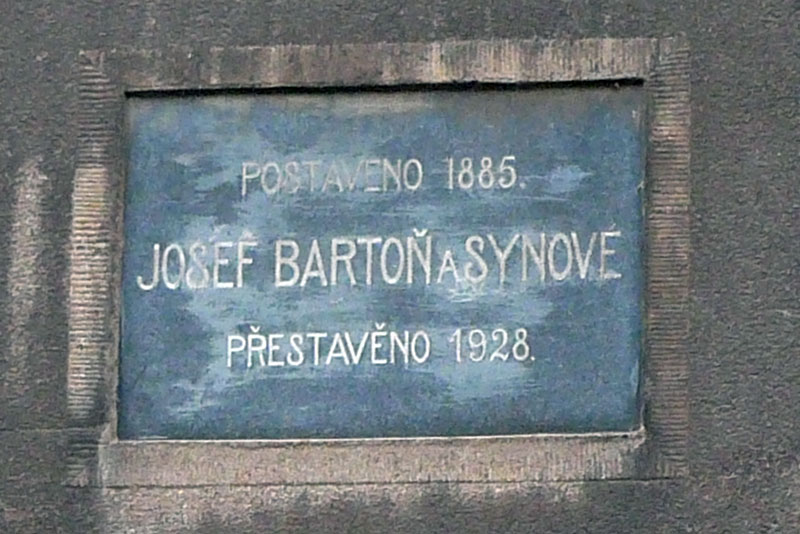 POSTAVENO 1885.
JOSEF BARTOŇ A SYNOVÉ
PŘESTAVĚNO 1928.